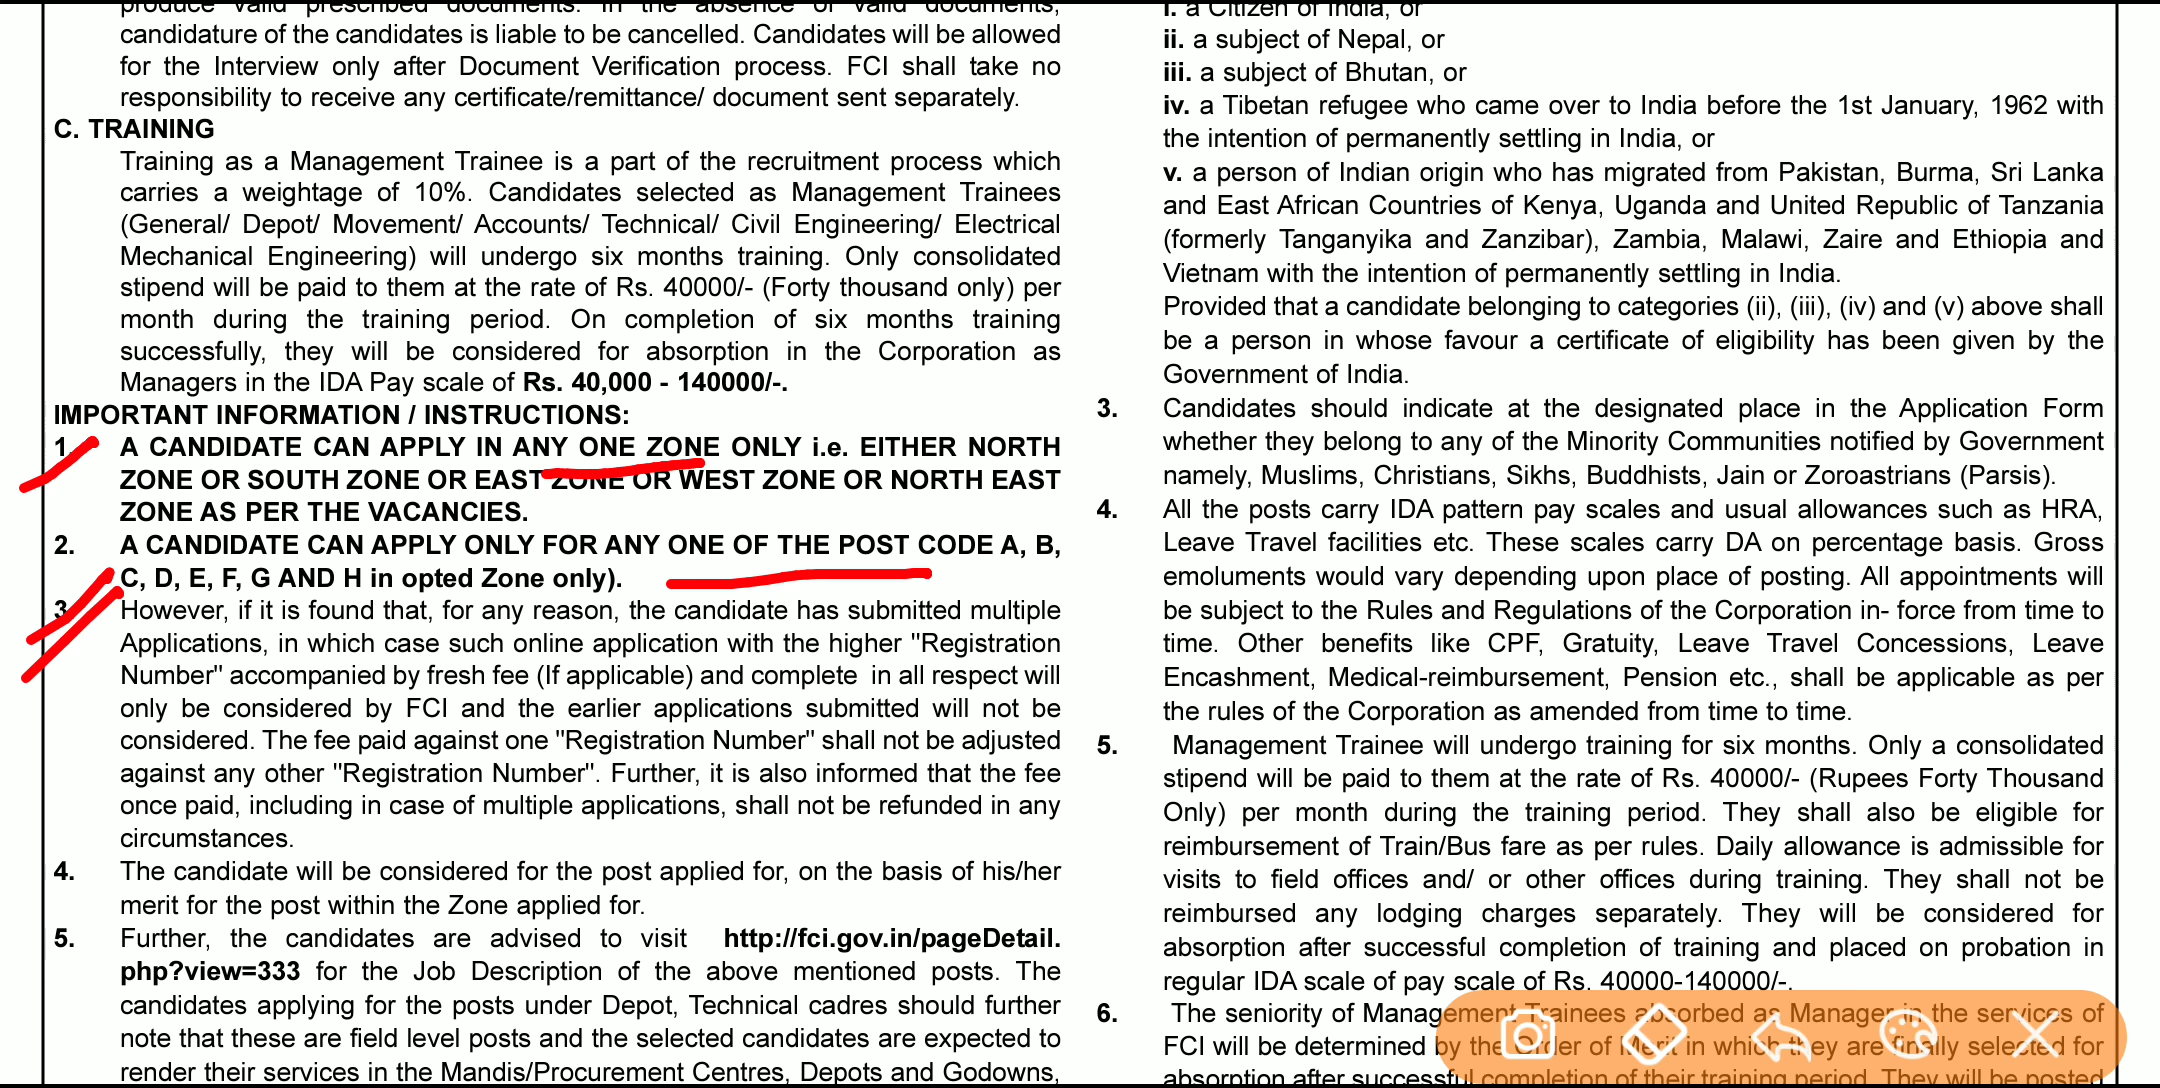 produce valid prescribed documents. In the absence of valid documents,
candidature of the candidates is liable to be cancelled. Candidates will be allowed
for the Interview only after Document Verification process. FCI shall take no
responsibility to receive any certificate/remittance/ document sent separately.
C. TRAINING
Training as a Management Trainee is a part of the recruitment process which
carries a weightage of 10%. Candidates selected as Management Trainees
(General/ Depot/ Movement/ Accounts/ Technical/ Civil Engineering/ Electrical
Mechanical Engineering) will undergo six months training. Only consolidated
stipend will be paid to them at the rate of Rs. 40000/- (Forty thousand only) per
month during the training period. On completion of six months training
successfully, they will be considered for absorption in the Corporation as
Managers in the IDA Pay scale of Rs. 40,000 - 140000/-.
IMPORTANT INFORMATION / INSTRUCTIONS:
1. A CANDIDATE CAN APPLY IN ANY ONE ZONE ONLY i.e. EITHER NORTH
ZONE OR SOUTH ZONE OR EAST ZONE OR WEST ZONE OR NORTH EAST
ZONE AS PER THE VACANCIES.
2. A CANDIDATE CAN APPLY ONLY FOR ANY ONE OF THE POST CODE A, B,
C, D, E, F, G AND H in opted Zone only).
3. However, if it is found that, for any reason, the candidate has submitted multiple
Applications, in which case such online application with the higher "Registration
Number" accompanied by fresh fee (If applicable) and complete in all respect will
only be considered by FCI and the earlier applications submitted will not be
considered. The fee paid against one "Registration Number" shall not be adjusted
against any other "Registration Number". Further, it is also informed that the fee
once paid, including in case of multiple applications, shall not be refunded in any
circumstances.
4. The candidate will be considered for the post applied for, on the basis of his/her
merit for the post within the Zone applied for.
5. Further, the candidates are advised to visit http://fci.gov.in/pageDetail.
php?view=333 for the Job Description of the above mentioned posts. The
candidates applying for the posts under Depot, Technical cadres should further
note that these are field level posts and the selected candidates are expected to
render their services in the Mandis/Procurement Centres, Depots and Godowns,
i. a Citizen of India, or
ii. a subject of Nepal, or
iii. a subject of Bhutan, or
iv. a Tibetan refugee who came over to India before the 1st January, 1962 with
the intention of permanently settling in India, or
v. a person of Indian origin who has migrated from Pakistan, Burma, Sri Lanka
and East African Countries of Kenya, Uganda and United Republic of Tanzania
(formerly Tanganyika and Zanzibar), Zambia, Malawi, Zaire and Ethiopia and
Vietnam with the intention of permanently settling in India.
Provided that a candidate belonging to categories (ii), (iii), (iv) and (v) above shall
be a person in whose favour a certificate of eligibility has been given by the
Government of India.
3. Candidates should indicate at the designated place in the Application Form
whether they belong to any of the Minority Communities notified by Government
namely, Muslims, Christians, Sikhs, Buddhists, Jain or Zoroastrians (Parsis).
4. All the posts carry IDA pattern pay scales and usual allowances such as HRA,
Leave Travel facilities etc. These scales carry DA on percentage basis. Gross
emoluments would vary depending upon place of posting. All appointments will
be subject to the Rules and Regulations of the Corporation in- force from time to
time. Other benefits like CPF, Gratuity, Leave Travel Concessions, Leave
Encashment, Medical-reimbursement, Pension etc., shall be applicable as per
the rules of the Corporation as amended from time to time.
5. Management Trainee will undergo training for six months. Only a consolidated
stipend will be paid to them at the rate of Rs. 40000/- (Rupees Forty Thousand
Only) per month during the training period. They shall also be eligible for
reimbursement of Train/Bus fare as per rules. Daily allowance is admissible for
visits to field offices and/ or other offices during training. They shall not be
reimbursed any lodging charges separately. They will be considered for
absorption after successful completion of training and placed on probation in
regular IDA scale of pay scale of Rs. 40000-140000/-.
6. The seniority of Management Trainees absorbed as Manager in the services of
FCI will be determined by the Order of Merit in which they are finally selected for
absorption after successful completion of their training period. They will be posted